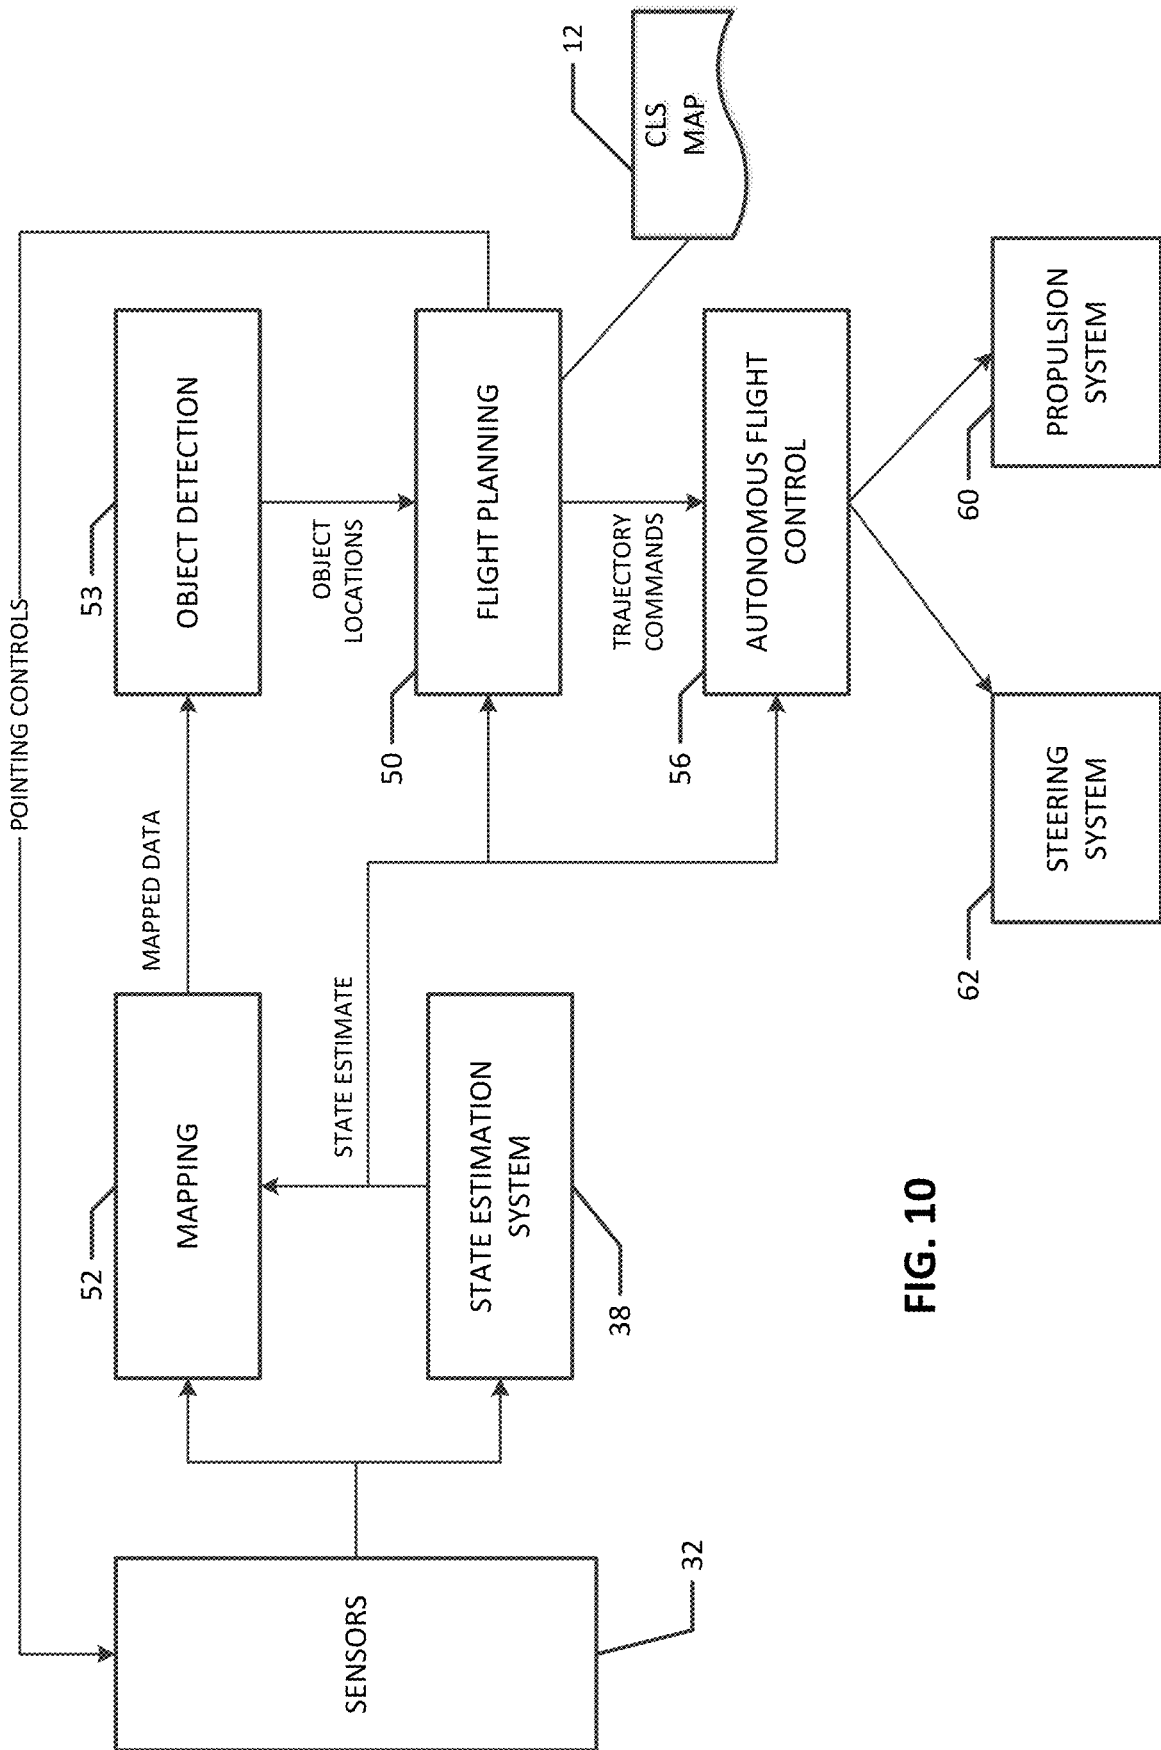 POINTING CONTROLS
53
OBJECT DETECTION
MAPPED DATA
52
MAPPING
OBJECT
LOCATIONS
STATE ESTIMATE
50
FLIGHT PLANNING
12
CLS
MAP
SENSORS
32
STATE ESTIMATION
SYSTEM
38
TRAJECTORY
COMMANDS
56
AUTONOMOUS FLIGHT
CONTROL
62
STEERING
SYSTEM
60
PROPULSION
SYSTEM
FIG. 10